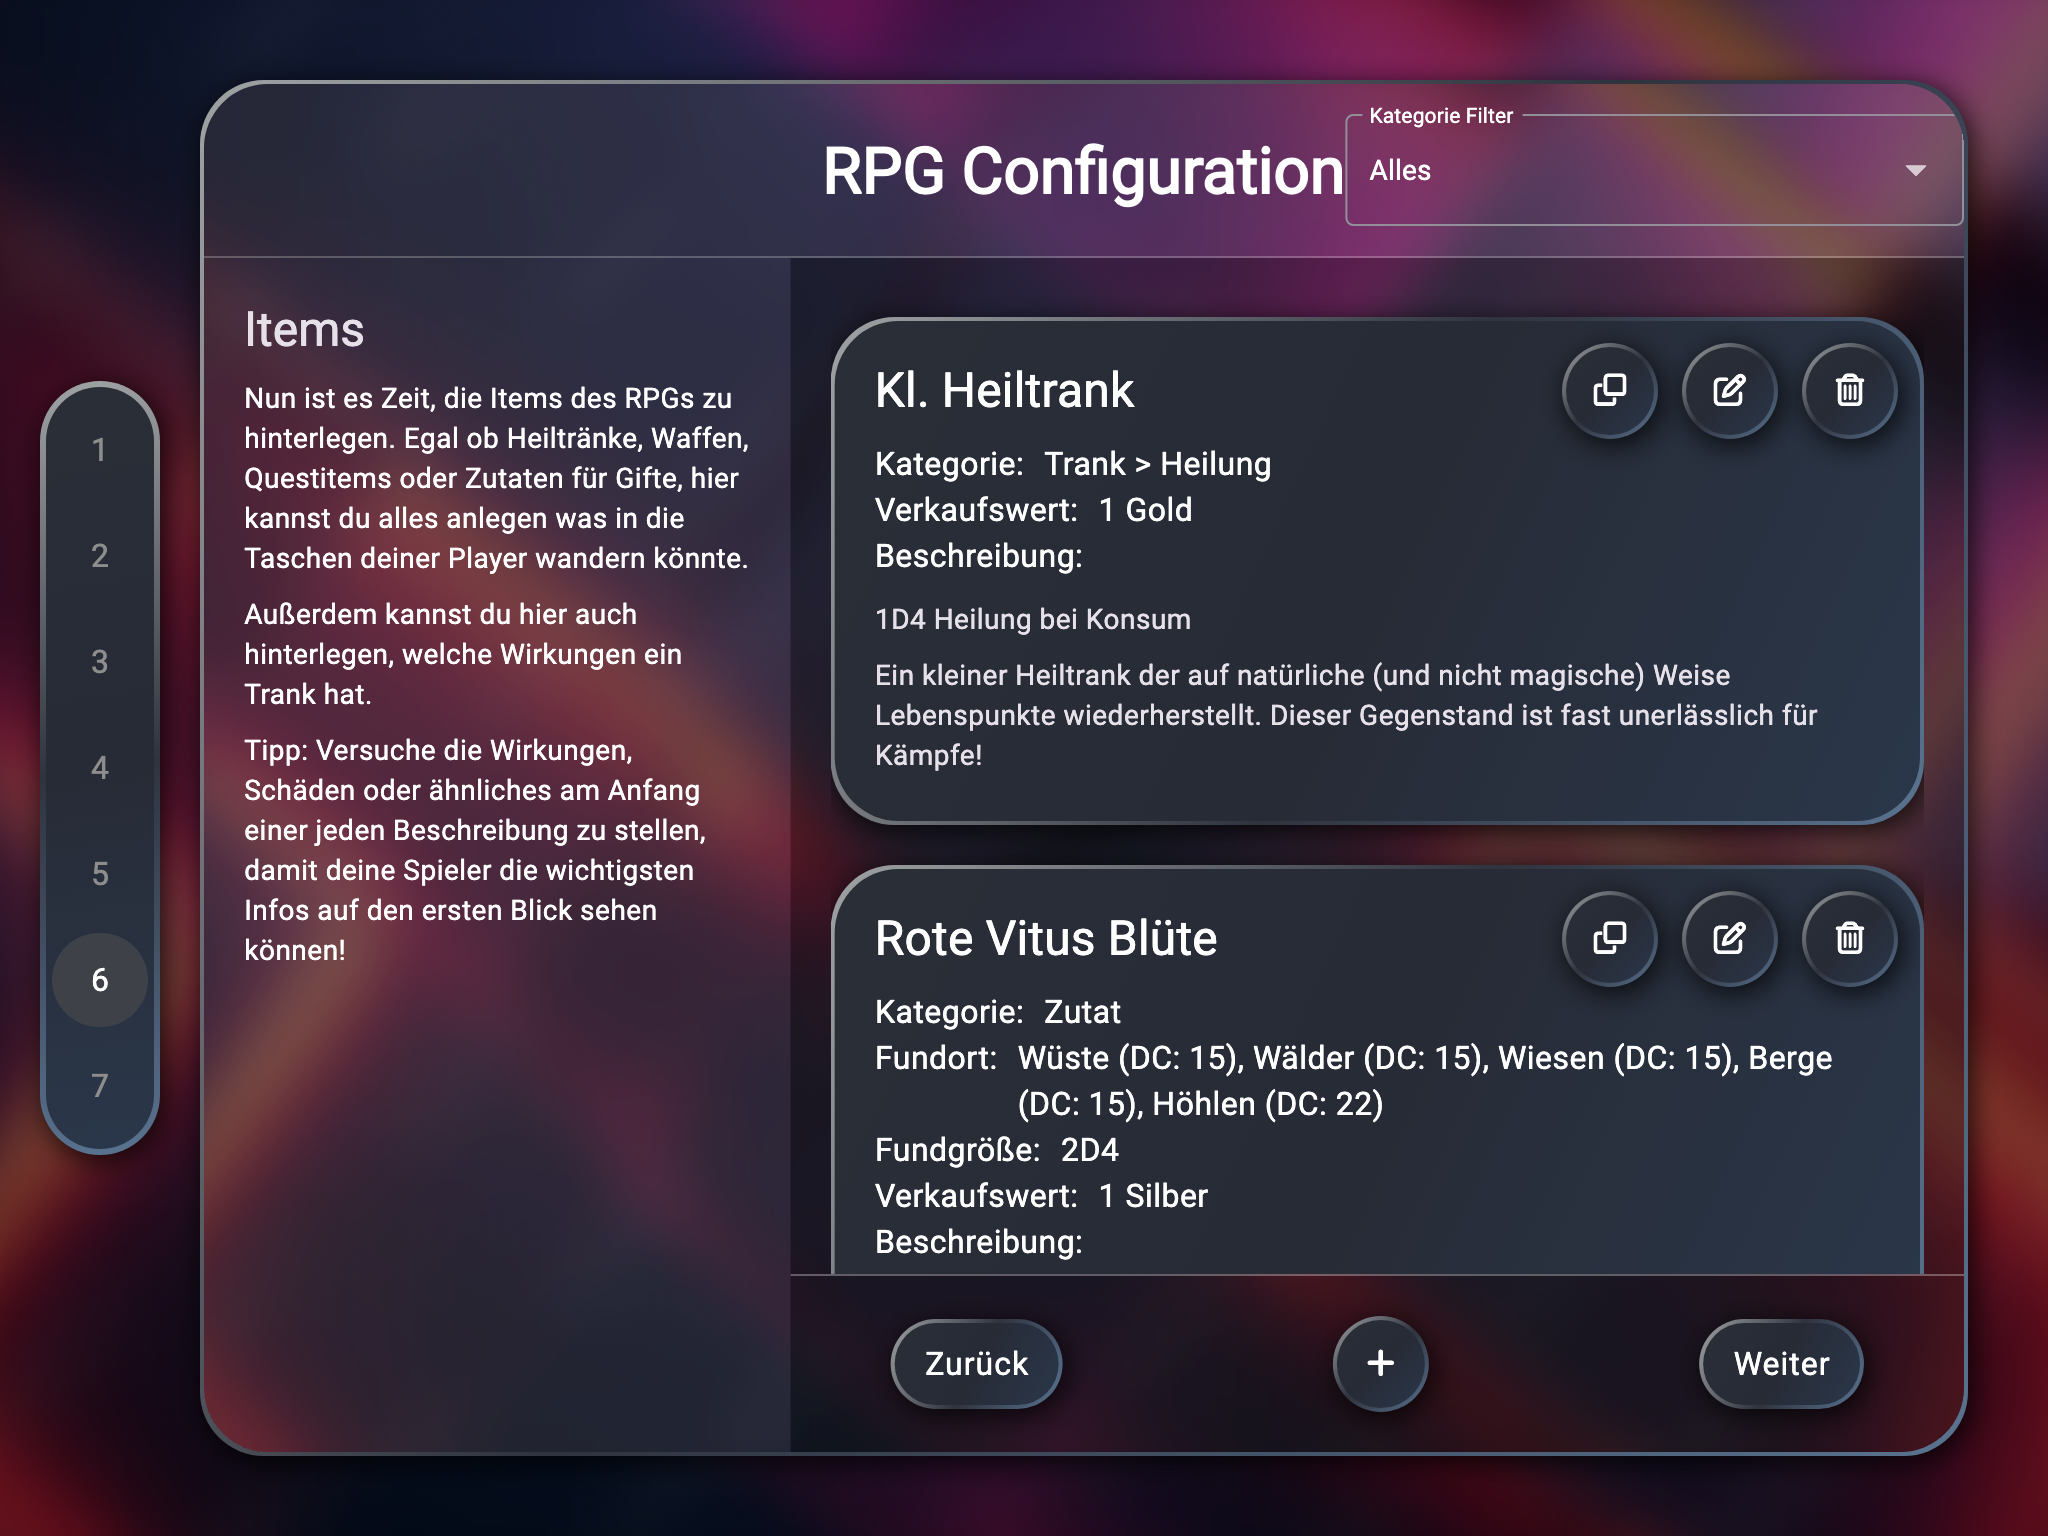 RPG Configuration
Kategorie Filter
Alles
1
2
3
4
5
6
7
Items
Nun ist es Zeit, die Items des RPGs zu
hinterlegen. Egal ob Heiltränke, Waffen,
Questitems oder Zutaten für Gifte, hier
kannst du alles anlegen was in die
Taschen deiner Player wandern könnte.
Außerdem kannst du hier auch
hinterlegen, welche Wirkungen ein
Trank hat.
Tipp: Versuche die Wirkungen,
Schäden oder ähnliches am Anfang
einer jeden Beschreibung zu stellen,
damit deine Spieler die wichtigsten
Infos auf den ersten Blick sehen
können!
Kl. Heiltrank
Kategorie: Trank > Heilung
Verkaufswert: 1 Gold
Beschreibung:
1D4 Heilung bei Konsum
Ein kleiner Heiltrank der auf natürliche (und nicht magische) Weise
Lebenspunkte wiederherstellt. Dieser Gegenstand ist fast unerlässlich für
Kämpfe!
Rote Vitus Blüte
Kategorie: Zutat
Fundort: Wüste (DC: 15), Wälder (DC: 15), Wiesen (DC: 15), Berge
(DC: 15), Höhlen (DC: 22)
Fundgröße: 2D4
Verkaufswert: 1 Silber
Beschreibung:
Zurück
+
Weiter